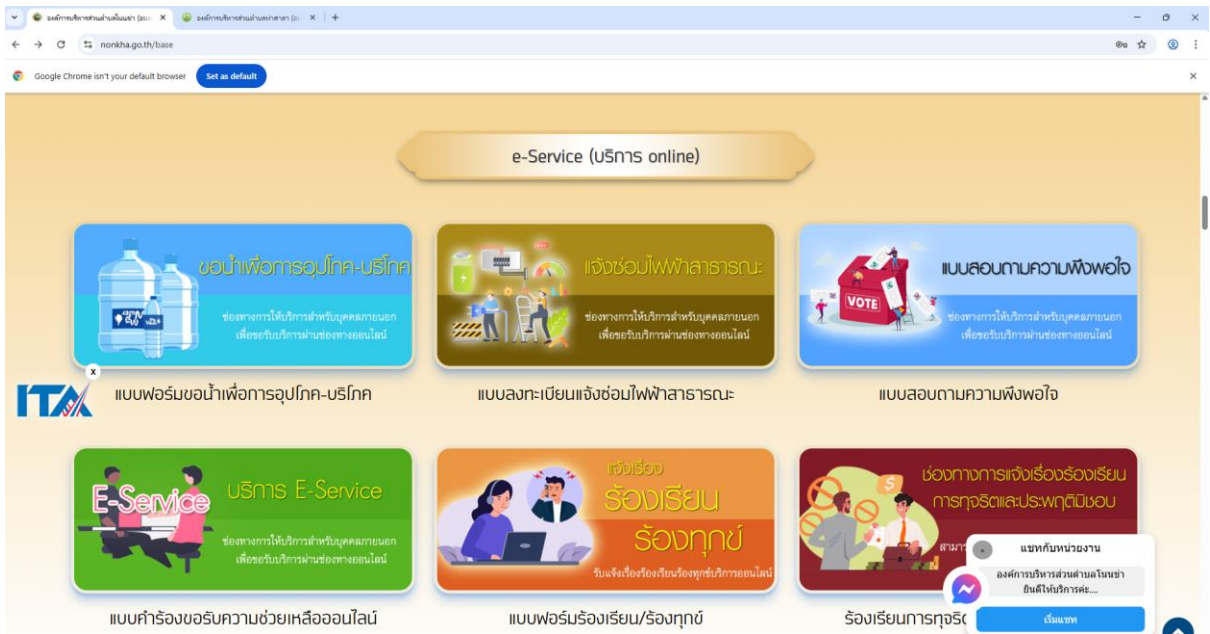 องค์การบริหารส่วนตำบลโนนข่า (อบต
nonkha.go.th/base
Google Chrome isn't your default browser
Set as default
e-Service (บริการ online)
ขอน้ำเพื่อการอุปโภค-บริโภค
ช่องทางการให้บริการสำหรับบุคคลภายนอก
เพื่อขอรับบริการผ่านช่องทางออนไลน์
แจ้งซ่อมไฟฟ้าสาธารณะ
ช่องทางการให้บริการสำหรับบุคคลภายนอก
เพื่อขอรับบริการผ่านช่องทางออนไลน์
VOTE
แบบสอบถามความพึงพอใจ
ช่องทางการให้บริการสำหรับบุคคลภายนอก
เพื่อขอรับบริการผ่านช่องทางออนไลน์
X
ITA
แบบฟอร์มขอน้ำเพื่อการอุปโภค-บริโภค
แบบลงทะเบียนแจ้งซ่อมไฟฟ้าสาธารณะ
แบบสอบถามความพึงพอใจ
E-Service
บริการ E-Service
ช่องทางการให้บริการสำหรับบุคคลภายนอก
เพื่อขอรับบริการผ่านช่องทางออนไลน์
แจ้งเรื่อง
ร้องเรียน
ร้องทุกข์
รับแจ้งเรื่องร้องเรียนร้องทุกข์บริการออนไลน์
ช่องทางการแจ้งเรื่องร้องเรียน
การทุจริตและประพฤติมิชอบ
สามาร
แชทกับหน่วยงาน
องค์การบริหารส่วนตำบลโนนข่า
ยินดีให้บริการค่ะ....
เริ่มแชท
แบบคำร้องขอรับความช่วยเหลือออนไลน์
แบบฟอร์มร้องเรียน/ร้องทุกข์
ร้องเรียนการทุจริต